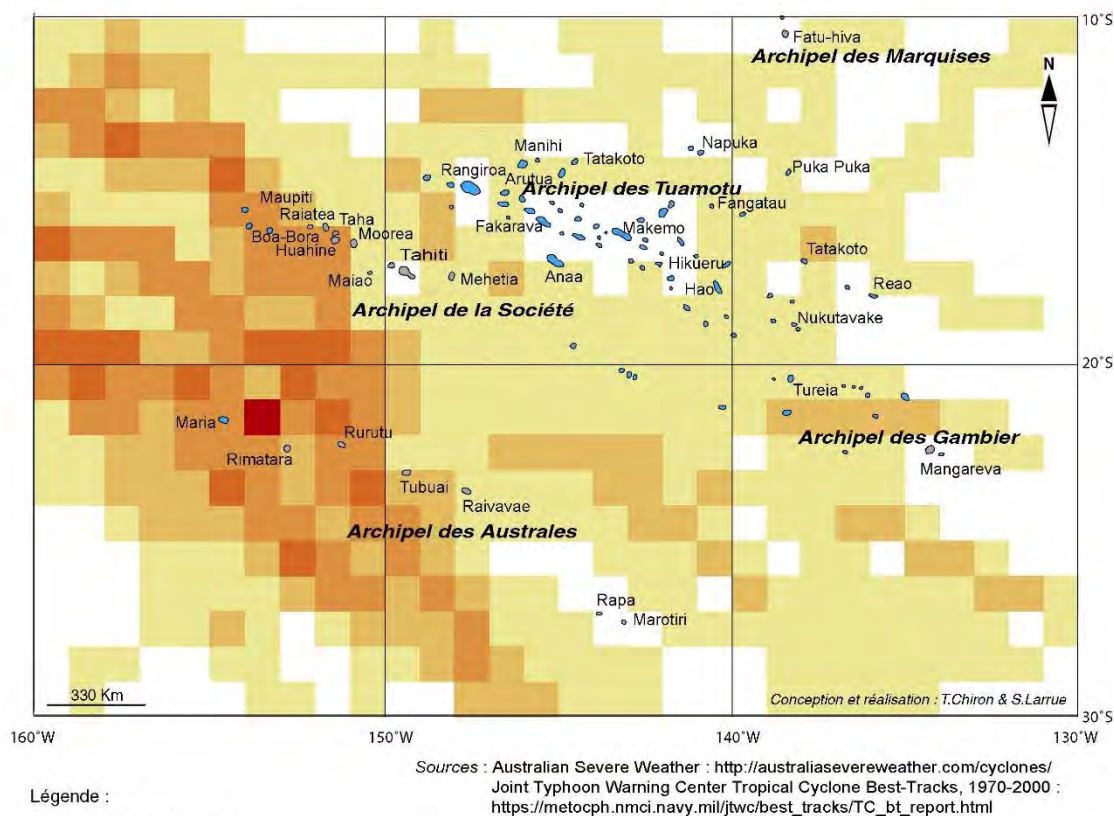 10°S
Fatu-hiva
Archipel des Marquises
N
Manihi
Tatakoto
Napuka
Rangiroa
Arutua
Puka Puka
Archipel des Tuamotu
Maupiti
Fangatau
Raiatea
Taha
Fakarava
Makemo
Boa-Bora
Moorea
Huahine
Tahiti
Tatakoto
Hikueru
Maiao
Mehetia
Anaa
Hao
Reao
Archipel de la Société
Nukutavake
20°S
Tureia
Maria
Rurutu
Archipel des Gambier
Rimatara
Mangareva
Tubuai
Raivavae
Archipel des Australes
Rapa
Marotiri
330 Km
Conception et réalisation : T.Chiron & S.Larrue
30°S
160°W
150°W
140°W
130°W
Sources : Australian Severe Weather : http://australiasevereweather.com/cyclones/
Joint Typhoon Warning Center Tropical Cyclone Best-Tracks, 1970-2000 :
https://metocph.nmci.navy.mil/jtwc/best_tracks/TC_bt_report.html
Légende :